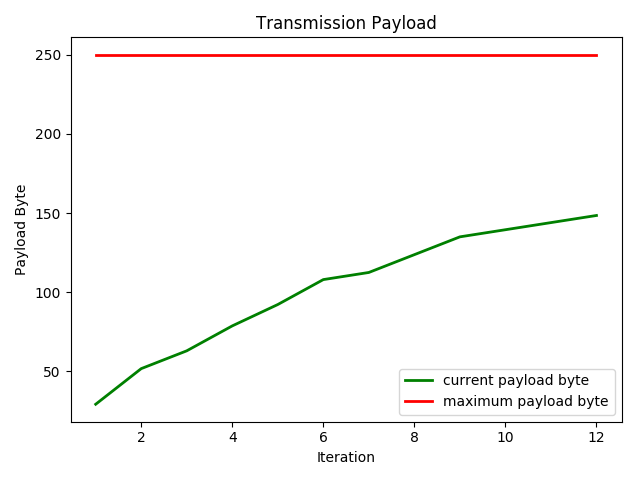 Transmission Payload
250
200
150
100
50
Payload Byte
2
4
6
8
10
12
Iteration
current payload byte
maximum payload byte